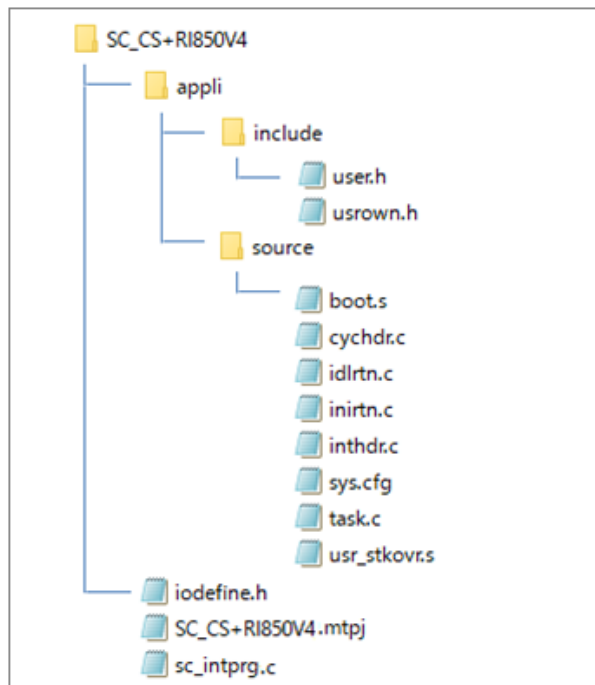 SC_CS+RI850V4
appli
include
user.h
usrown.h
source
boot.s
cychdr.c
idlrtn.c
inirtn.c
inthdr.c
sys.cfg
task.c
usr_stkovr.s
iodefine.h
SC_CS+RI850V4.mtpj
sc_intprg.c